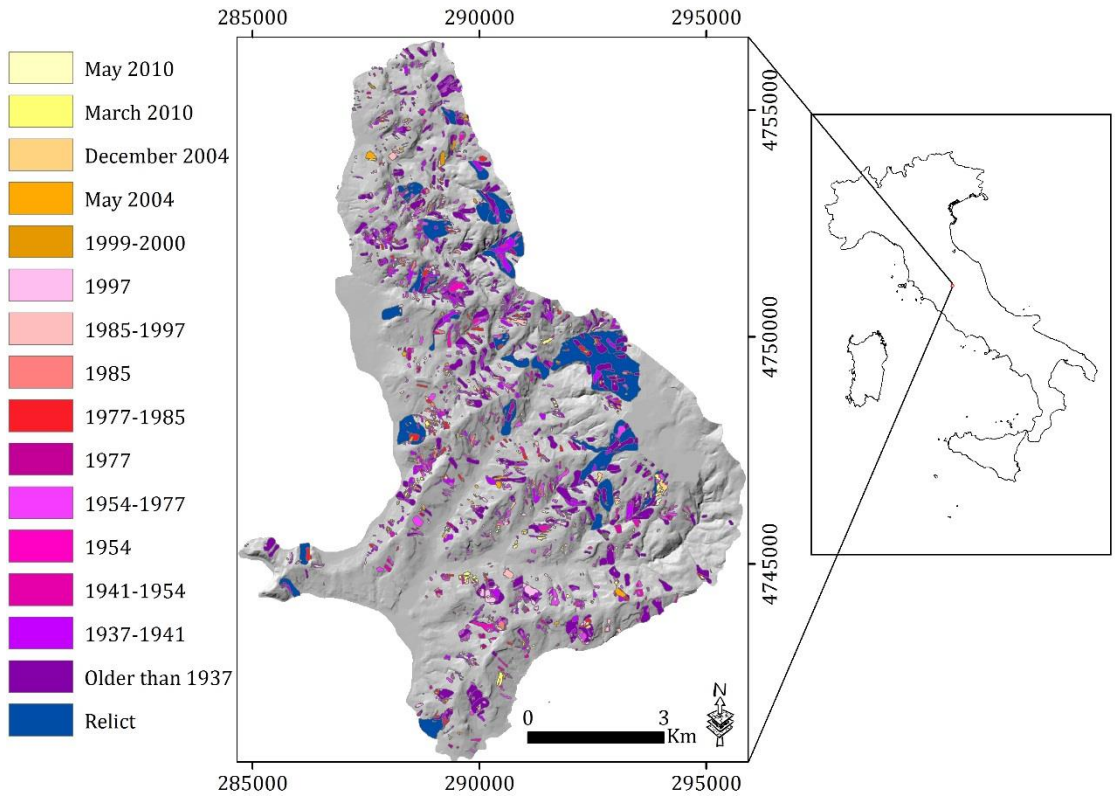 285000 290000 295000
May 2010
March 2010
December 2004
May 2004
1999-2000
1997
1985-1997
1985
1977-1985
1977
1954-1977
1954
1941-1954
1937-1941
Older than 1937
Relict
4755000
4750000
4745000
N
0 3
Km
285000 290000 295000